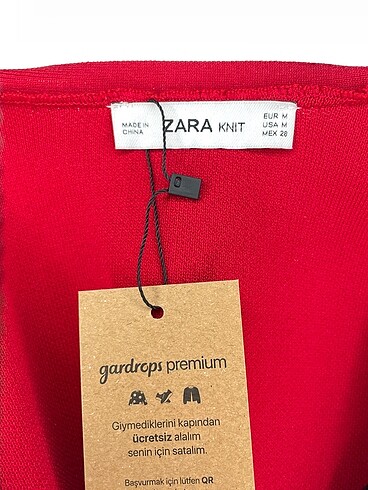 MADE IN
CHINA
ZARA KNIT
EUR M
USA M
MEX 28
gardrops premium
Giymediklerini kapından
ücretsiz alalım
senin için satalım.
Başvurmak için lütfen QR